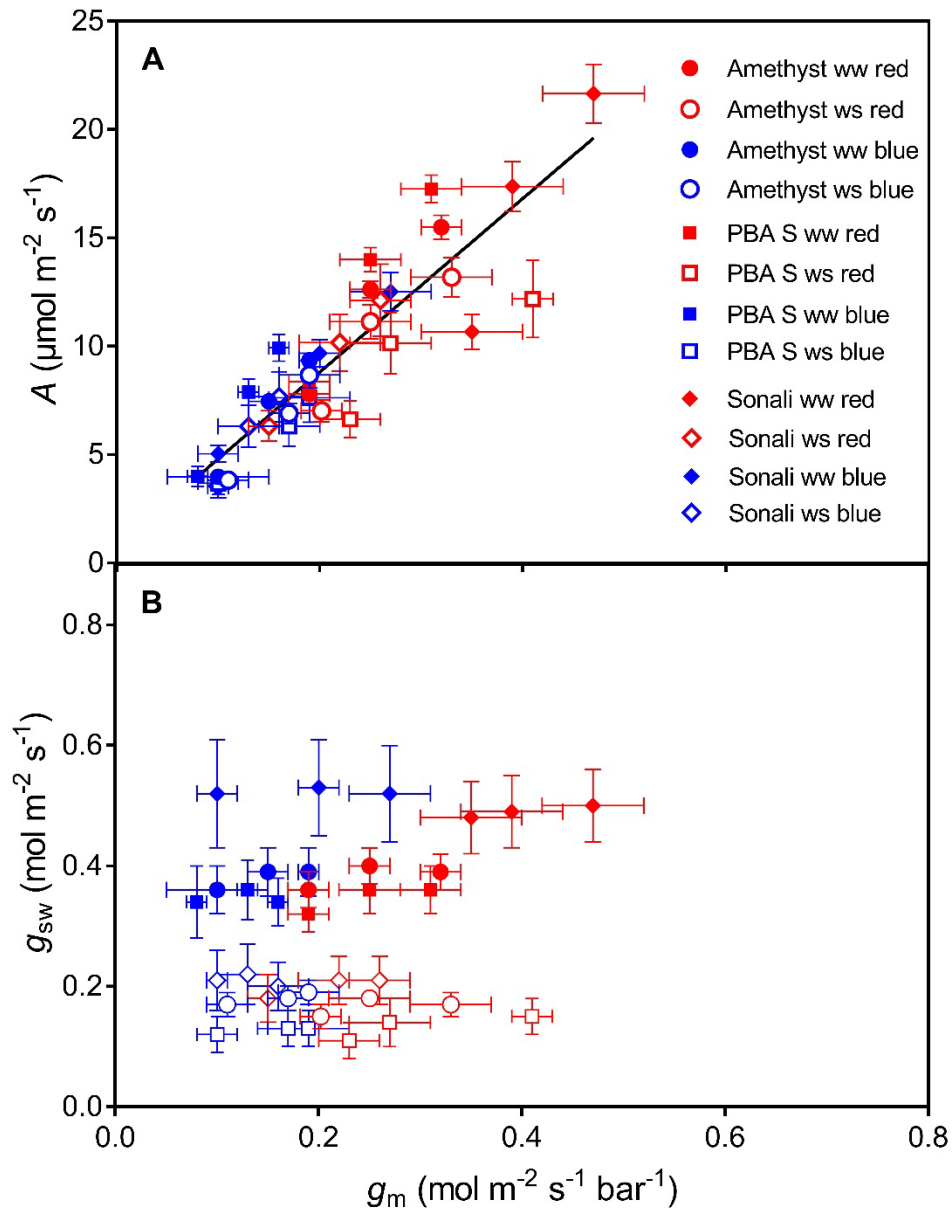 25
20
15
10
5
0
A
A (µmol m⁻² s⁻¹)
Amethyst ww red
Amethyst ws red
Amethyst ww blue
Amethyst ws blue
PBA S ww red
PBA S ws red
PBA S ww blue
PBA S ws blue
Sonali ww red
Sonali ws red
Sonali ww blue
Sonali ws blue
B
0.8
0.6
0.4
0.2
0.0
gsw (mol m⁻² s⁻¹)
0.0 0.2 0.4 0.6 0.8
gm (mol m⁻² s⁻¹ bar⁻¹)